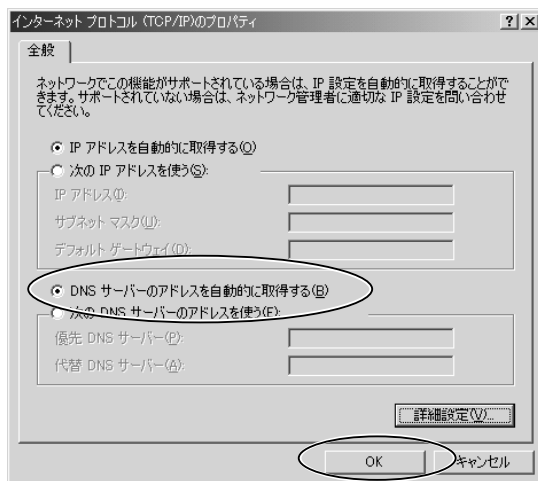 インターネット プロトコル (TCP/IP)のプロパティ
全般
ネットワークでこの機能がサポートされている場合は、IP 設定を自動的に取得することがで
きます。サポートされていない場合は、ネットワーク管理者に適切な IP 設定を問い合わせ
てください。
IP アドレスを自動的に取得する(O)
次の IP アドレスを使う(S):
IP アドレス(I):
サブネット マスク(U):
デフォルト ゲートウェイ(D):
DNS サーバーのアドレスを自動的に取得する(B)
次の DNS サーバーのアドレスを使う(E):
優先 DNS サーバー(P):
代替 DNS サーバー(A):
詳細設定(V)...
OK
キャンセル